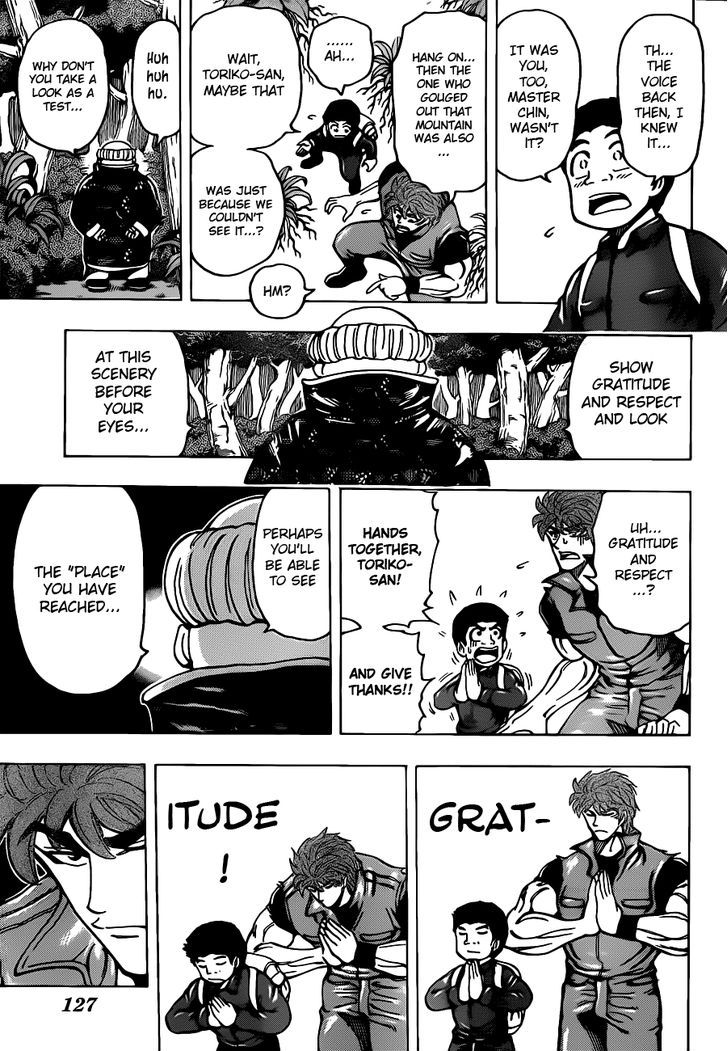 TH...
THE
VOICE
BACK
THEN, I
KNEW
IT...
IT WAS
YOU,
TOO,
MASTER
CHIN,
WASN'T
IT?
HANG ON...
THEN THE
ONE WHO
GOUGED
OUT THAT
MOUNTAIN
WAS ALSO
...
......
AH...
WAIT,
TORIKO-SAN,
MAYBE THAT
WAS JUST
BECAUSE WE
COULDN'T
SEE IT...?
HM?
HUH
HUH
HU.
WHY DON'T
YOU TAKE A
LOOK AS A
TEST...
SHOW
GRATITUDE
AND RESPECT
AND LOOK
AT THIS
SCENERY
BEFORE
YOUR
EYES...
UH...
GRATITUDE
AND
RESPECT
...?
HANDS
TOGETHER,
TORIKO-
SAN!
AND GIVE
THANKS!!
PERHAPS
YOU'LL
BE ABLE
TO SEE
THE "PLACE"
YOU HAVE
REACHED...
GRAT-
ITUDE
!
127